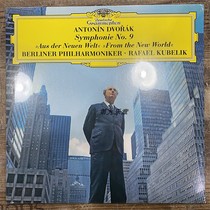 Deutsche
Grammophon
ANTONÍN DVOŘÁK
Symphonie No. 9
»Aus der Neuen Welt« »From the New World«
BERLINER PHILHARMONIKER · RAFAEL KUBELIK